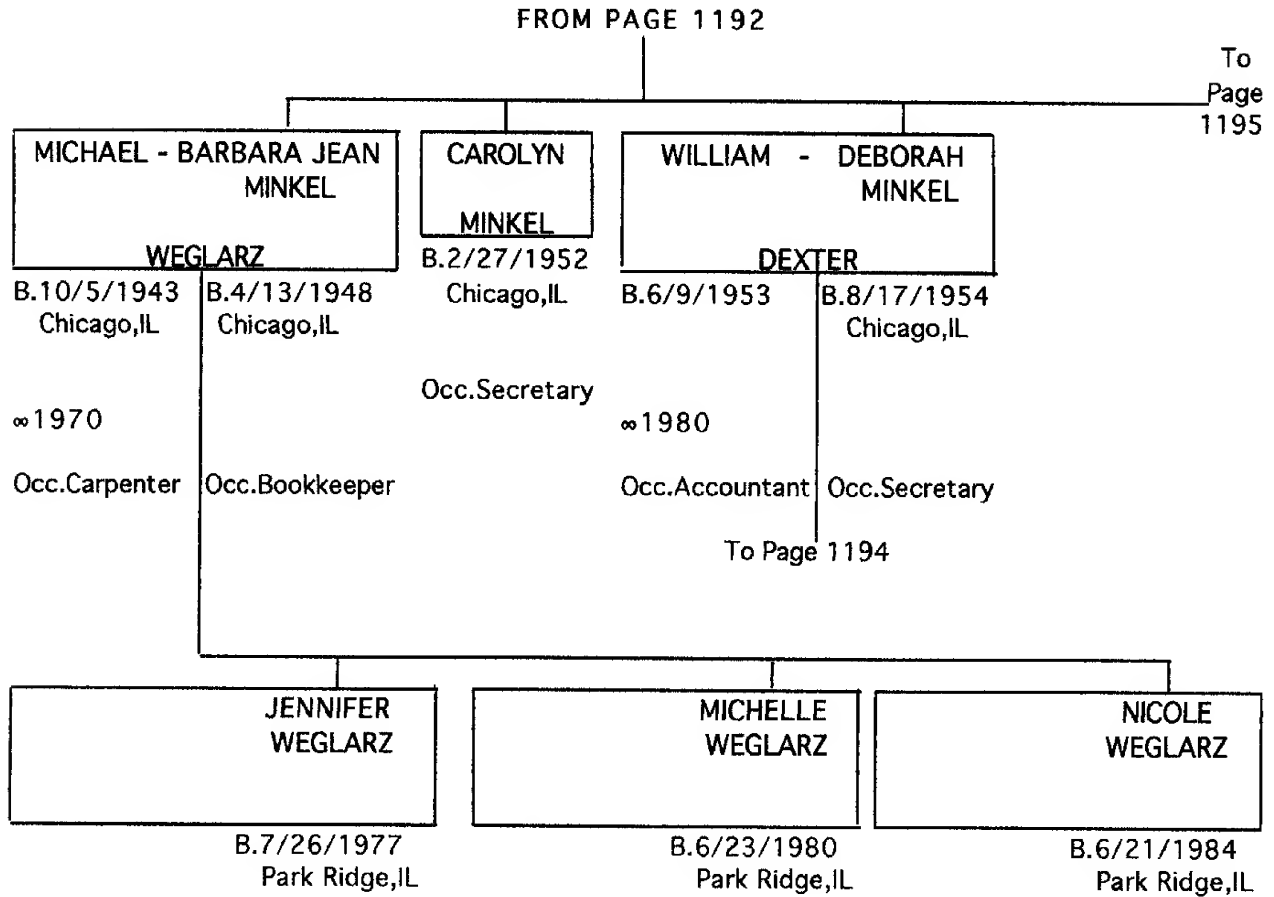 FROM PAGE 1192
To
Page
1195
MICHAEL - BARBARA JEAN
MINKEL
WEGLARZ
B.10/5/1943 B.4/13/1948
Chicago,IL Chicago,IL
∞1970
Occ.Carpenter Occ.Bookkeeper
CAROLYN
MINKEL
B.2/27/1952
Chicago,IL
Occ.Secretary
WILLIAM - DEBORAH
MINKEL
DEXTER
B.6/9/1953 B.8/17/1954
Chicago,IL
∞1980
Occ.Accountant Occ.Secretary
To Page 1194
JENNIFER
WEGLARZ
B.7/26/1977
Park Ridge,IL
MICHELLE
WEGLARZ
B.6/23/1980
Park Ridge,IL
NICOLE
WEGLARZ
B.6/21/1984
Park Ridge,IL